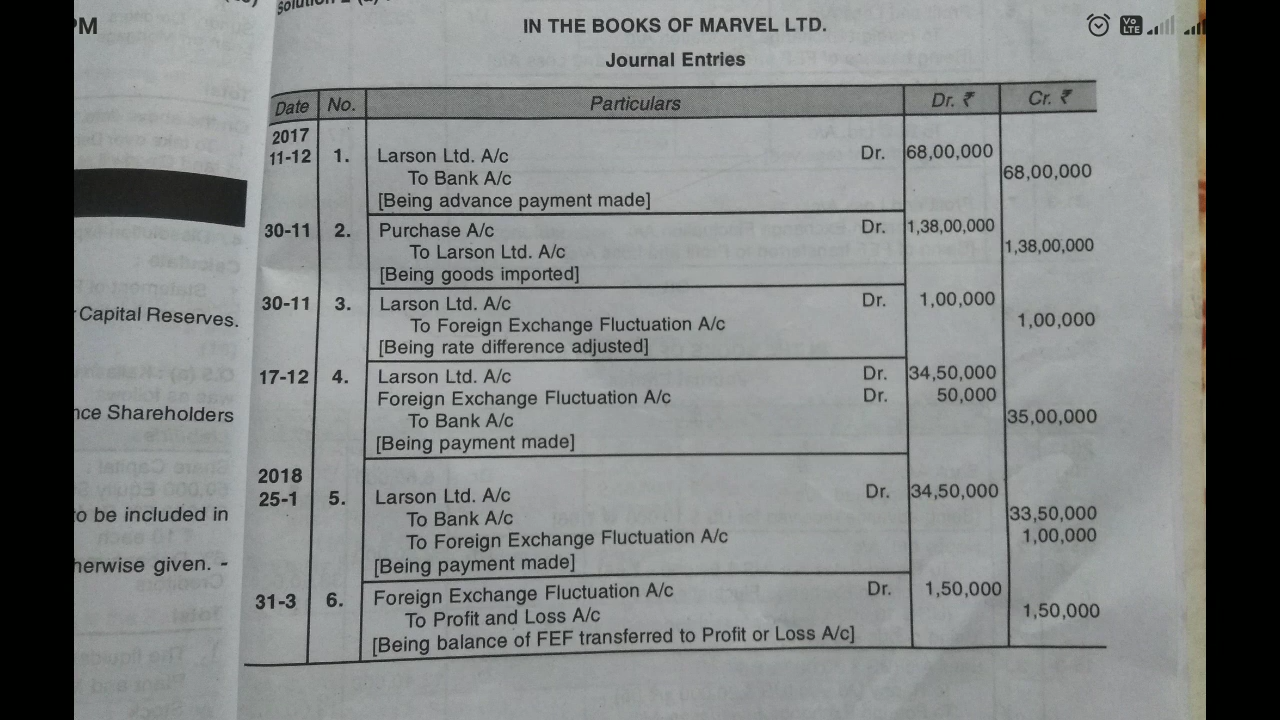 PM
IN THE BOOKS OF MARVEL LTD.
Vo
LTE
Journal Entries
Date No. Particulars Dr. ₹ Cr. ₹
2017
11-12 1. Larson Ltd. A/c Dr. 68,00,000
To Bank A/c 68,00,000
[Being advance payment made]
30-11 2. Purchase A/c Dr. 1,38,00,000
To Larson Ltd. A/c 1,38,00,000
[Being goods imported]
30-11 3. Larson Ltd. A/c Dr. 1,00,000
Capital Reserves.
To Foreign Exchange Fluctuation A/c 1,00,000
[Being rate difference adjusted]
17-12 4. Larson Ltd. A/c Dr. 34,50,000
Foreign Exchange Fluctuation A/c Dr. 50,000
nce Shareholders
To Bank A/c 35,00,000
[Being payment made]
2018
25-1 5. Larson Ltd. A/c Dr. 34,50,000
o be included in
To Bank A/c 33,50,000
To Foreign Exchange Fluctuation A/c 1,00,000
herwise given. -
[Being payment made]
31-3 6. Foreign Exchange Fluctuation A/c Dr. 1,50,000
To Profit and Loss A/c 1,50,000
[Being balance of FEF transferred to Profit or Loss A/c]